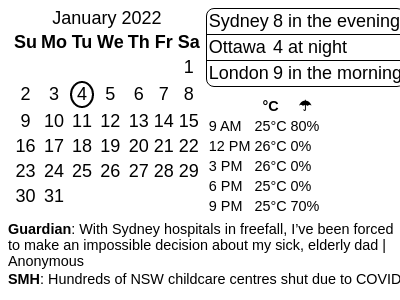 January 2022
Su Mo Tu We Th Fr Sa
1
2 3 4 5 6 7 8
9 10 11 12 13 14 15
16 17 18 19 20 21 22
23 24 25 26 27 28 29
30 31
Sydney 8 in the evening
Ottawa 4 at night
London 9 in the morning
°C ☂
9 AM 25°C 80%
12 PM 26°C 0%
3 PM 26°C 0%
6 PM 25°C 0%
9 PM 25°C 70%
Guardian: With Sydney hospitals in freefall, I’ve been forced
to make an impossible decision about my sick, elderly dad |
Anonymous
SMH: Hundreds of NSW childcare centres shut due to COVID